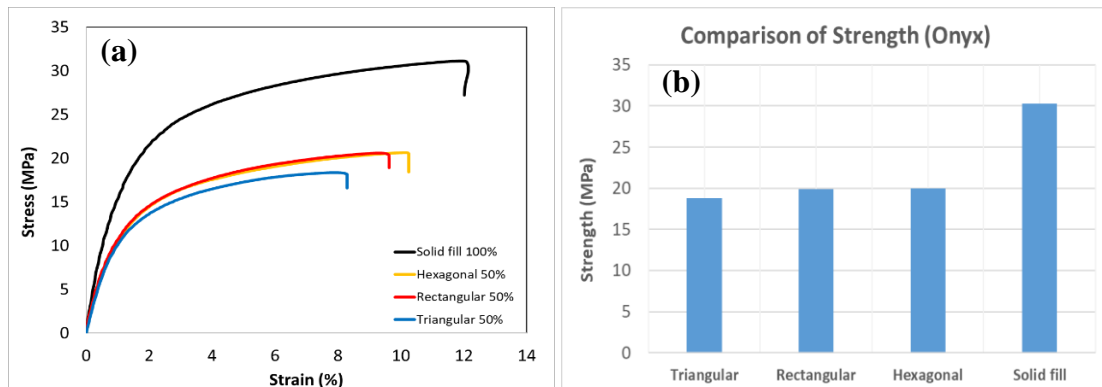 (a)
35
30
25
20
15
10
5
0
Stress (MPa)
0 2 4 6 8 10 12 14
Strain (%)
Solid fill 100%
Hexagonal 50%
Rectangular 50%
Triangular 50%
Comparison of Strength (Onyx)
(b)
35
30
25
20
15
10
5
0
Strength (MPa)
Triangular Rectangular Hexagonal Solid fill